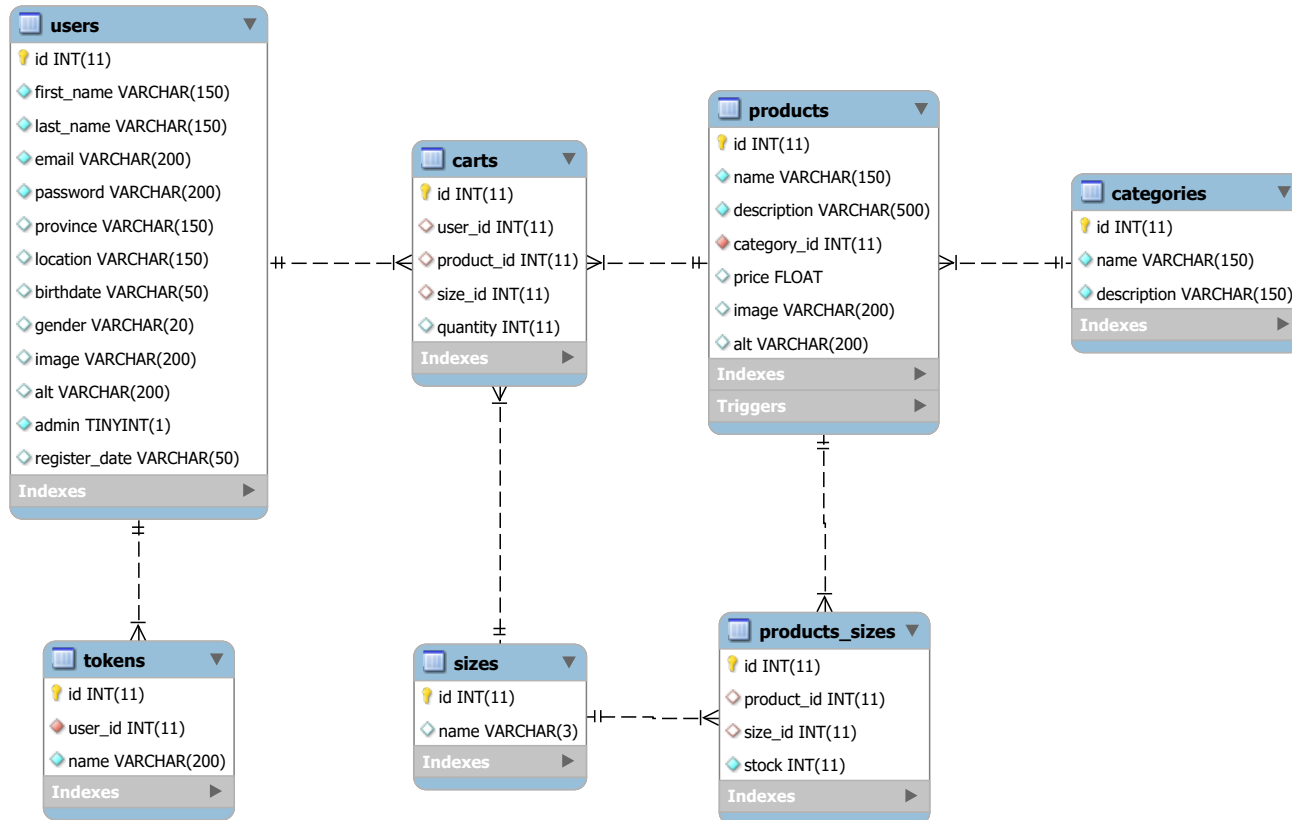 users
id INT(11)
first_name VARCHAR(150)
last_name VARCHAR(150)
email VARCHAR(200)
password VARCHAR(200)
province VARCHAR(150)
location VARCHAR(150)
birthdate VARCHAR(50)
gender VARCHAR(20)
image VARCHAR(200)
alt VARCHAR(200)
admin TINYINT(1)
register_date VARCHAR(50)
Indexes
carts
id INT(11)
user_id INT(11)
product_id INT(11)
size_id INT(11)
quantity INT(11)
Indexes
products
id INT(11)
name VARCHAR(150)
description VARCHAR(500)
category_id INT(11)
price FLOAT
image VARCHAR(200)
alt VARCHAR(200)
Indexes
Triggers
categories
id INT(11)
name VARCHAR(150)
description VARCHAR(150)
Indexes
tokens
id INT(11)
user_id INT(11)
name VARCHAR(200)
Indexes
sizes
id INT(11)
name VARCHAR(3)
Indexes
products_sizes
id INT(11)
product_id INT(11)
size_id INT(11)
stock INT(11)
Indexes